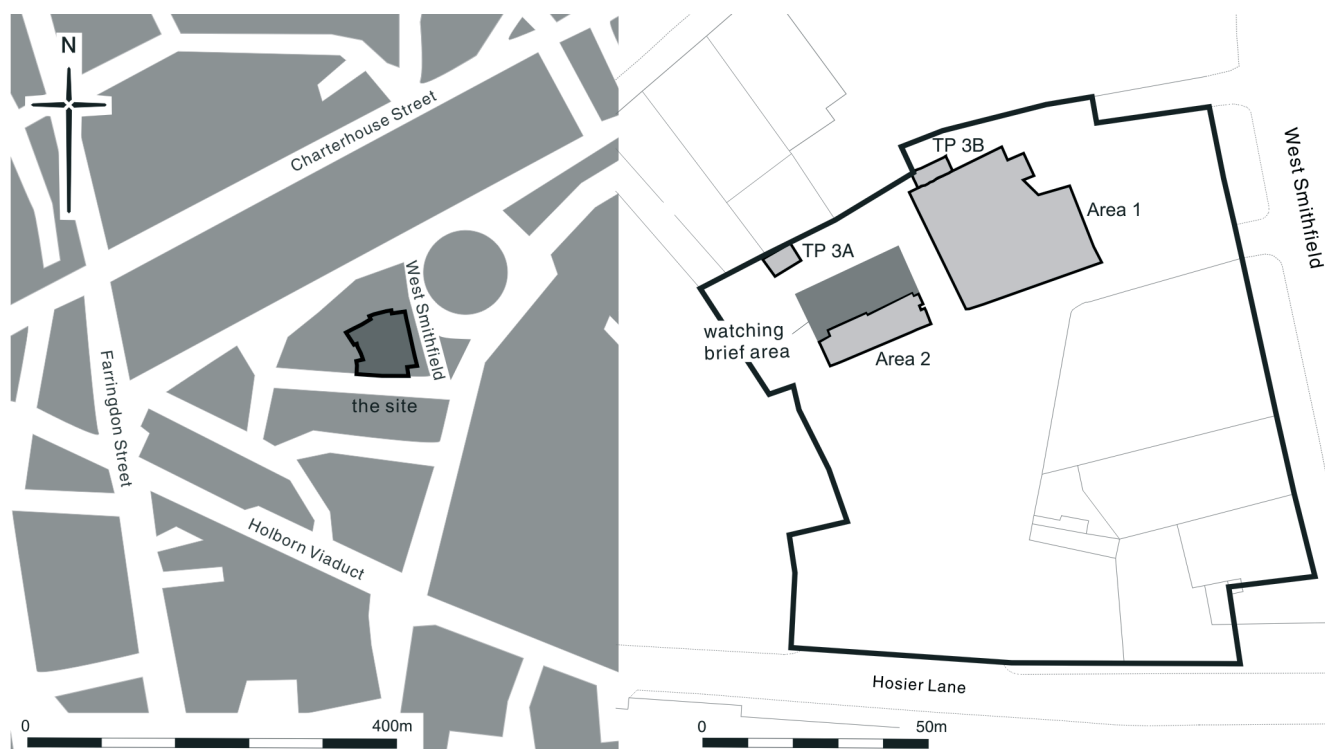 N
Charterhouse Street
West Smithfield
Farringdon Street
the site
Holborn Viaduct
0
400m
TP 3B
Area 1
West Smithfield
TP 3A
watching
brief area
Area 2
Hosier Lane
0
50m